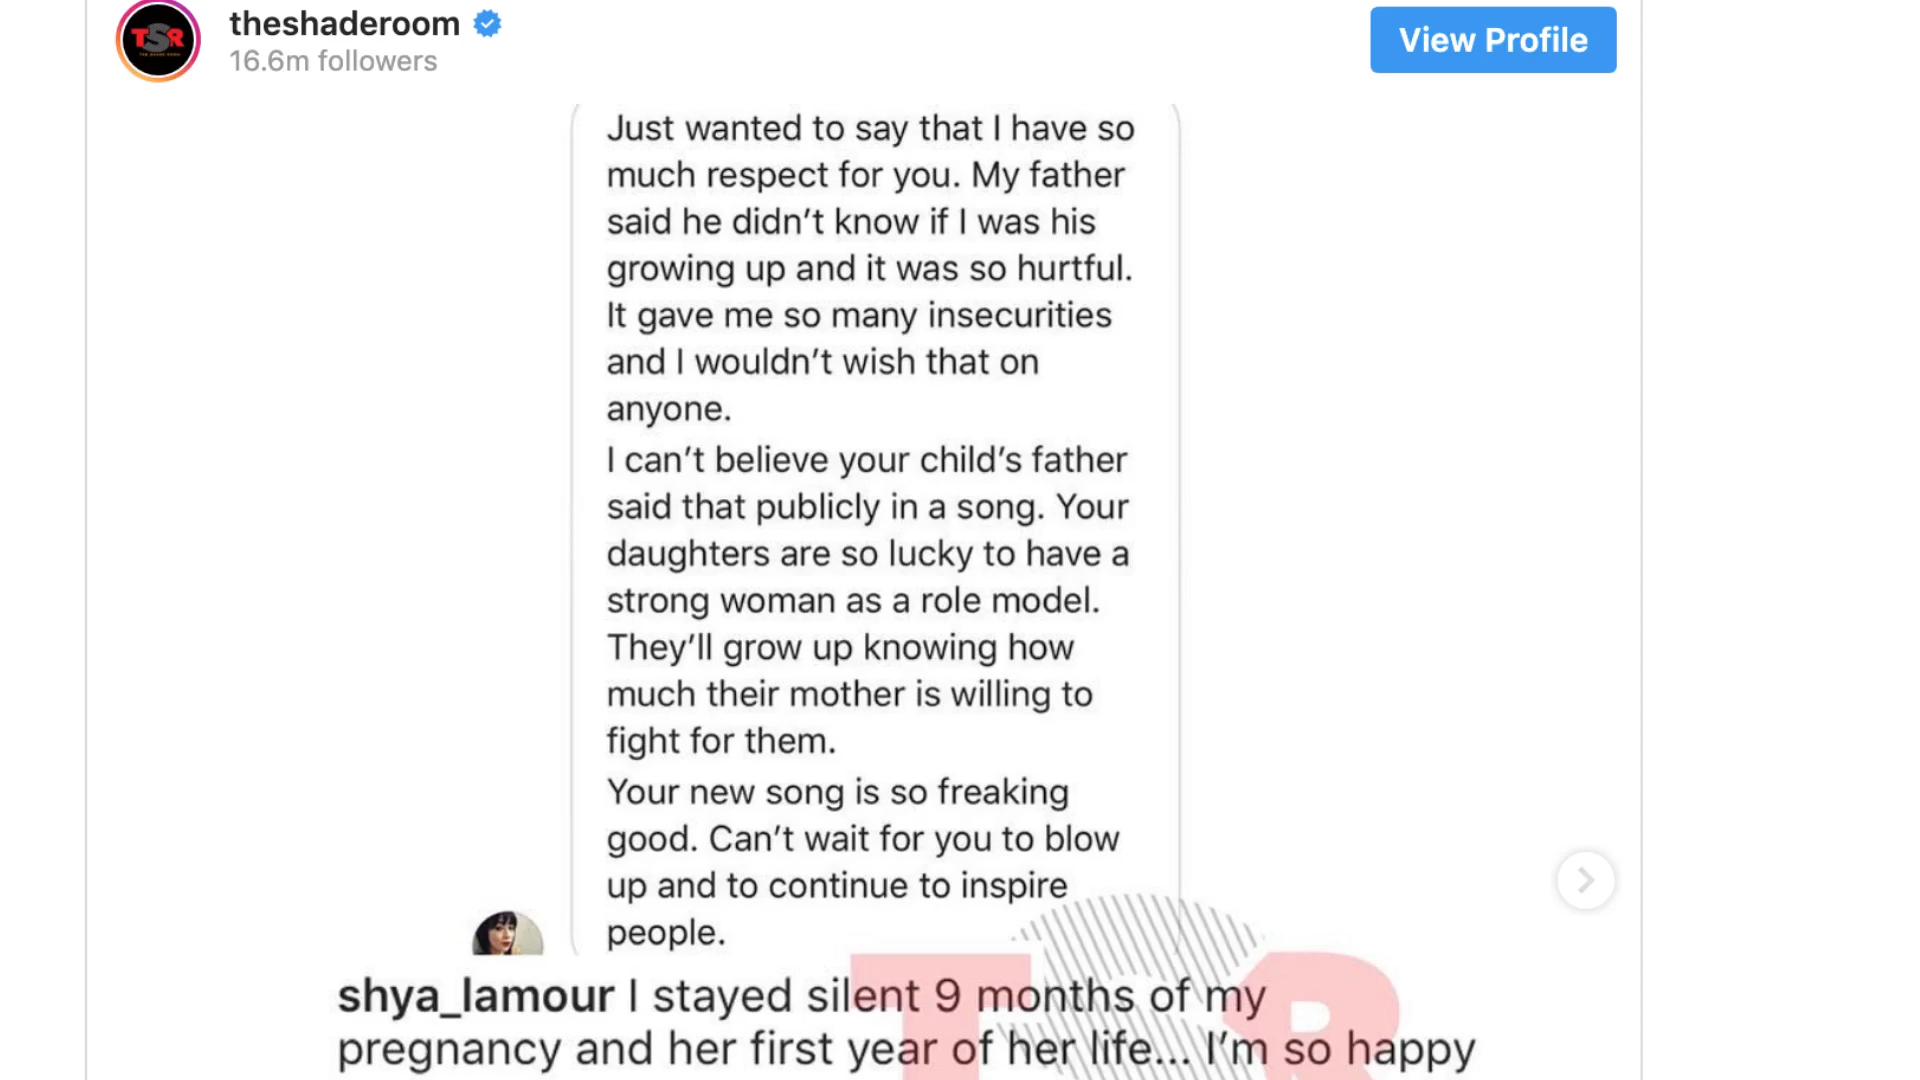 TSR
THE SHADE ROOM
theshaderoom
16.6m followers
View Profile
Just wanted to say that I have so
much respect for you. My father
said he didn't know if I was his
growing up and it was so hurtful.
It gave me so many insecurities
and I wouldn't wish that on
anyone.
I can't believe your child's father
said that publicly in a song. Your
daughters are so lucky to have a
strong woman as a role model.
They'll grow up knowing how
much their mother is willing to
fight for them.
Your new song is so freaking
good. Can't wait for you to blow
up and to continue to inspire
people.
shya_lamour I stayed silent 9 months of my
pregnancy and her first year of her life... I'm so happy
TSR